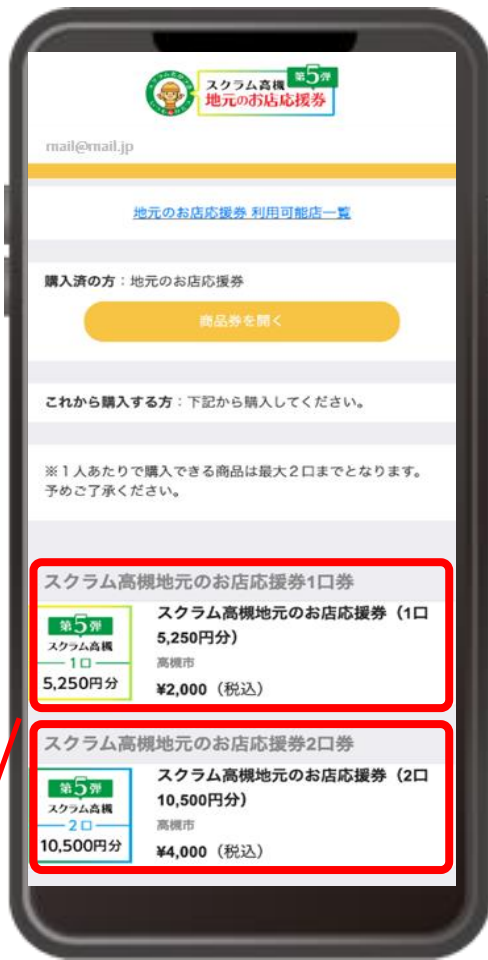 スクラム高槻 第5弾
地元のお店応援券
mail@mail.jp
地元のお店応援券 利用可能店一覧
購入済の方：地元のお店応援券
商品券を開く
これから購入する方：下記から購入してください。
※１人あたりで購入できる商品は最大２口までとなります。
予めご了承ください。
スクラム高槻地元のお店応援券1口券
第5弾
スクラム高槻
1口
5,250円分
スクラム高槻地元のお店応援券（1口
5,250円分）
高槻市
¥2,000（税込）
スクラム高槻地元のお店応援券2口券
第5弾
スクラム高槻
2口
10,500円分
スクラム高槻地元のお店応援券（2口
10,500円分）
高槻市
¥4,000（税込）